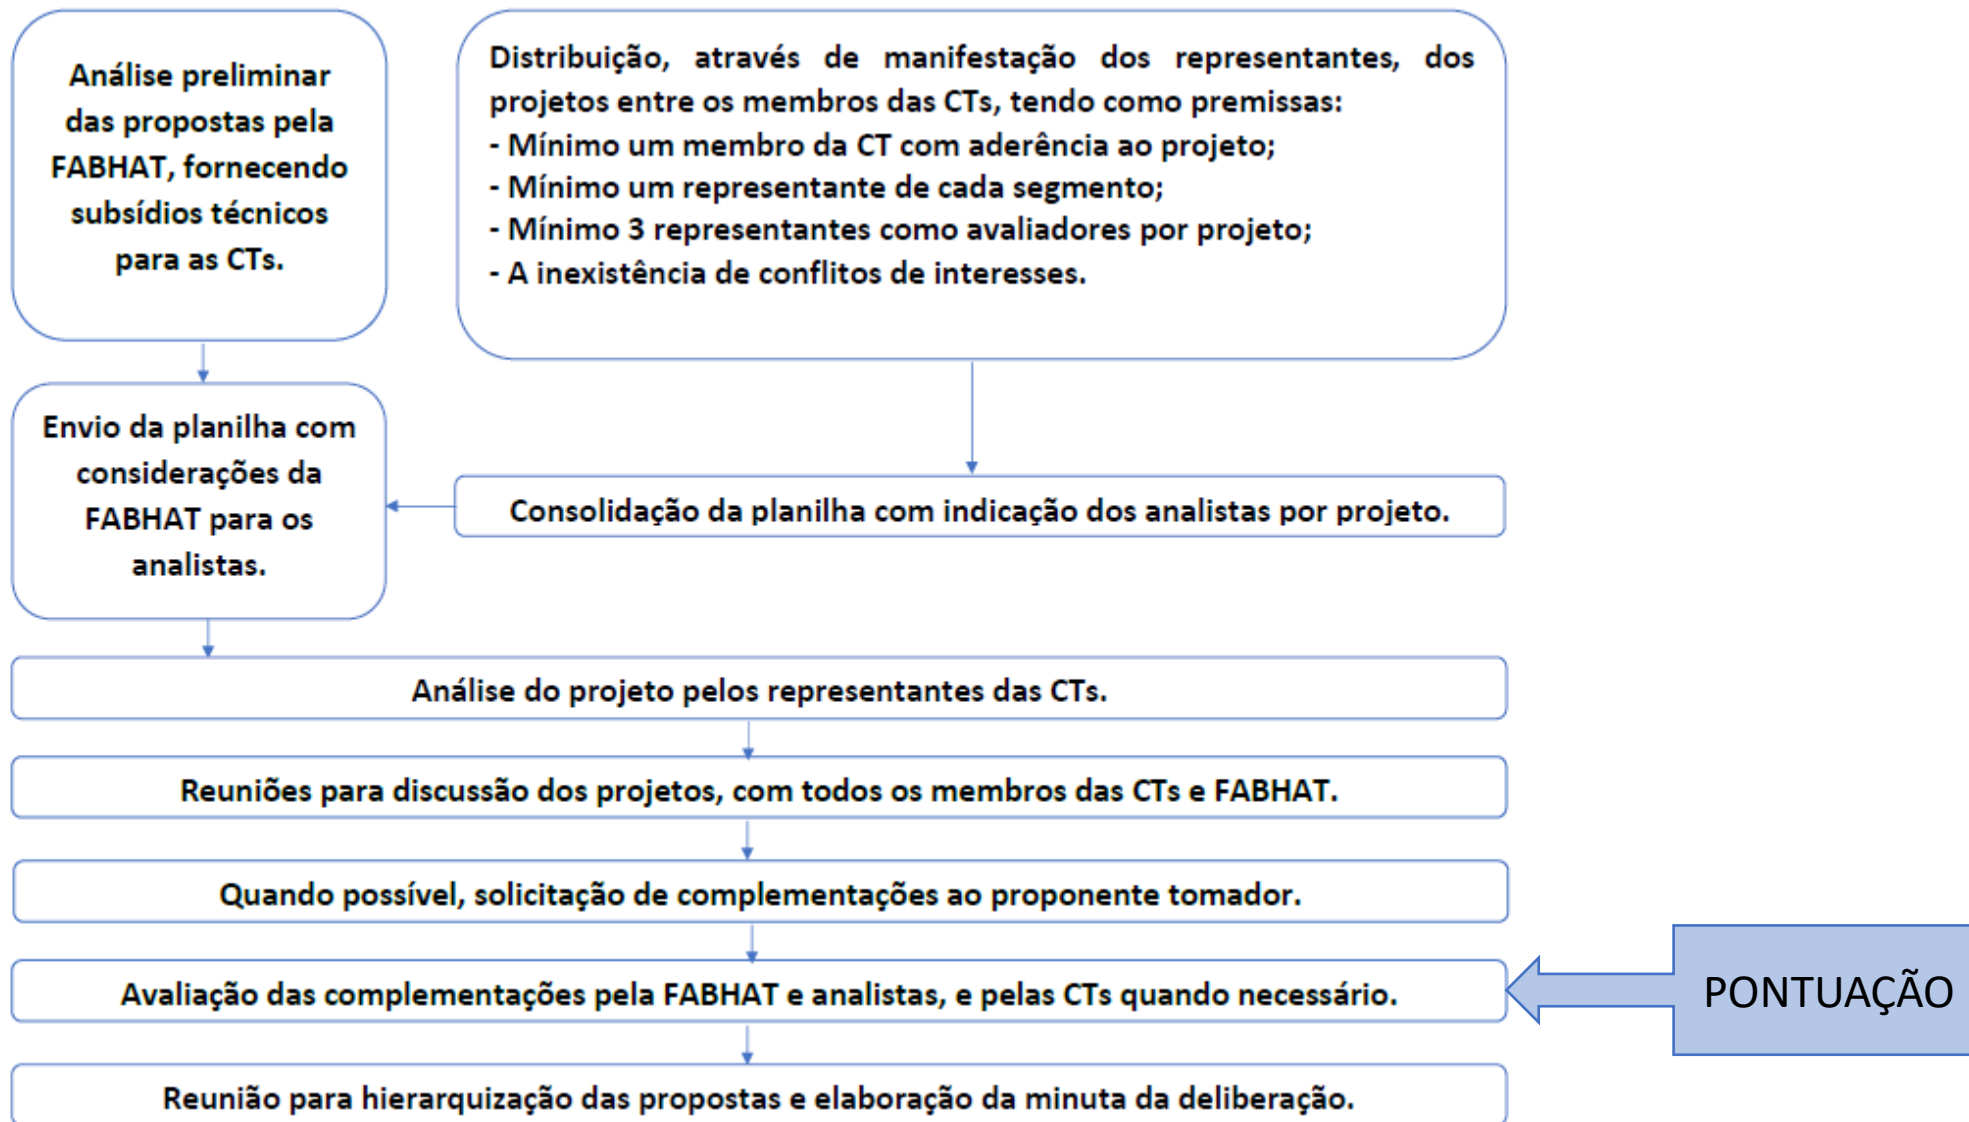 Análise preliminar
das propostas pela
FABHAT, fornecendo
subsídios técnicos
para as CTs.
Distribuição, através de manifestação dos representantes, dos
projetos entre os membros das CTs, tendo como premissas:
- Mínimo um membro da CT com aderência ao projeto;
- Mínimo um representante de cada segmento;
- Mínimo 3 representantes como avaliadores por projeto;
- A inexistência de conflitos de interesses.
Envio da planilha com
considerações da
FABHAT para os
analistas.
Consolidação da planilha com indicação dos analistas por projeto.
Análise do projeto pelos representantes das CTs.
Reuniões para discussão dos projetos, com todos os membros das CTs e FABHAT.
Quando possível, solicitação de complementações ao proponente tomador.
Avaliação das complementações pela FABHAT e analistas, e pelas CTs quando necessário.
PONTUAÇÃO
Reunião para hierarquização das propostas e elaboração da minuta da deliberação.